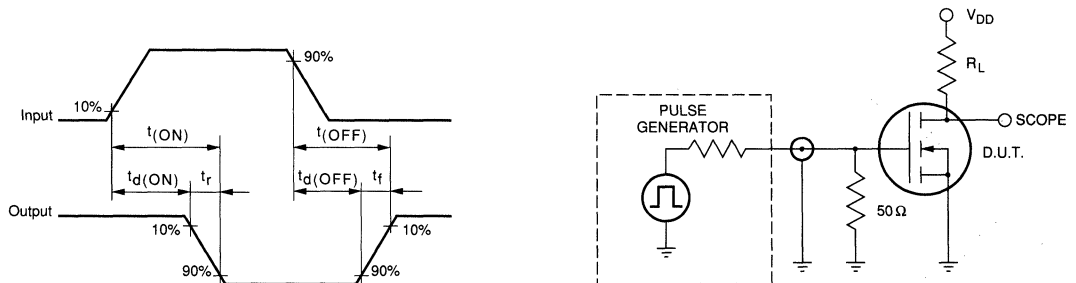 Input
10%
90%
t(ON)
t(OFF)
td(ON)
tr
td(OFF)
tf
Output
10%
90%
90%
10%
PULSE
GENERATOR
50Ω
VDD
RL
SCOPE
D.U.T.